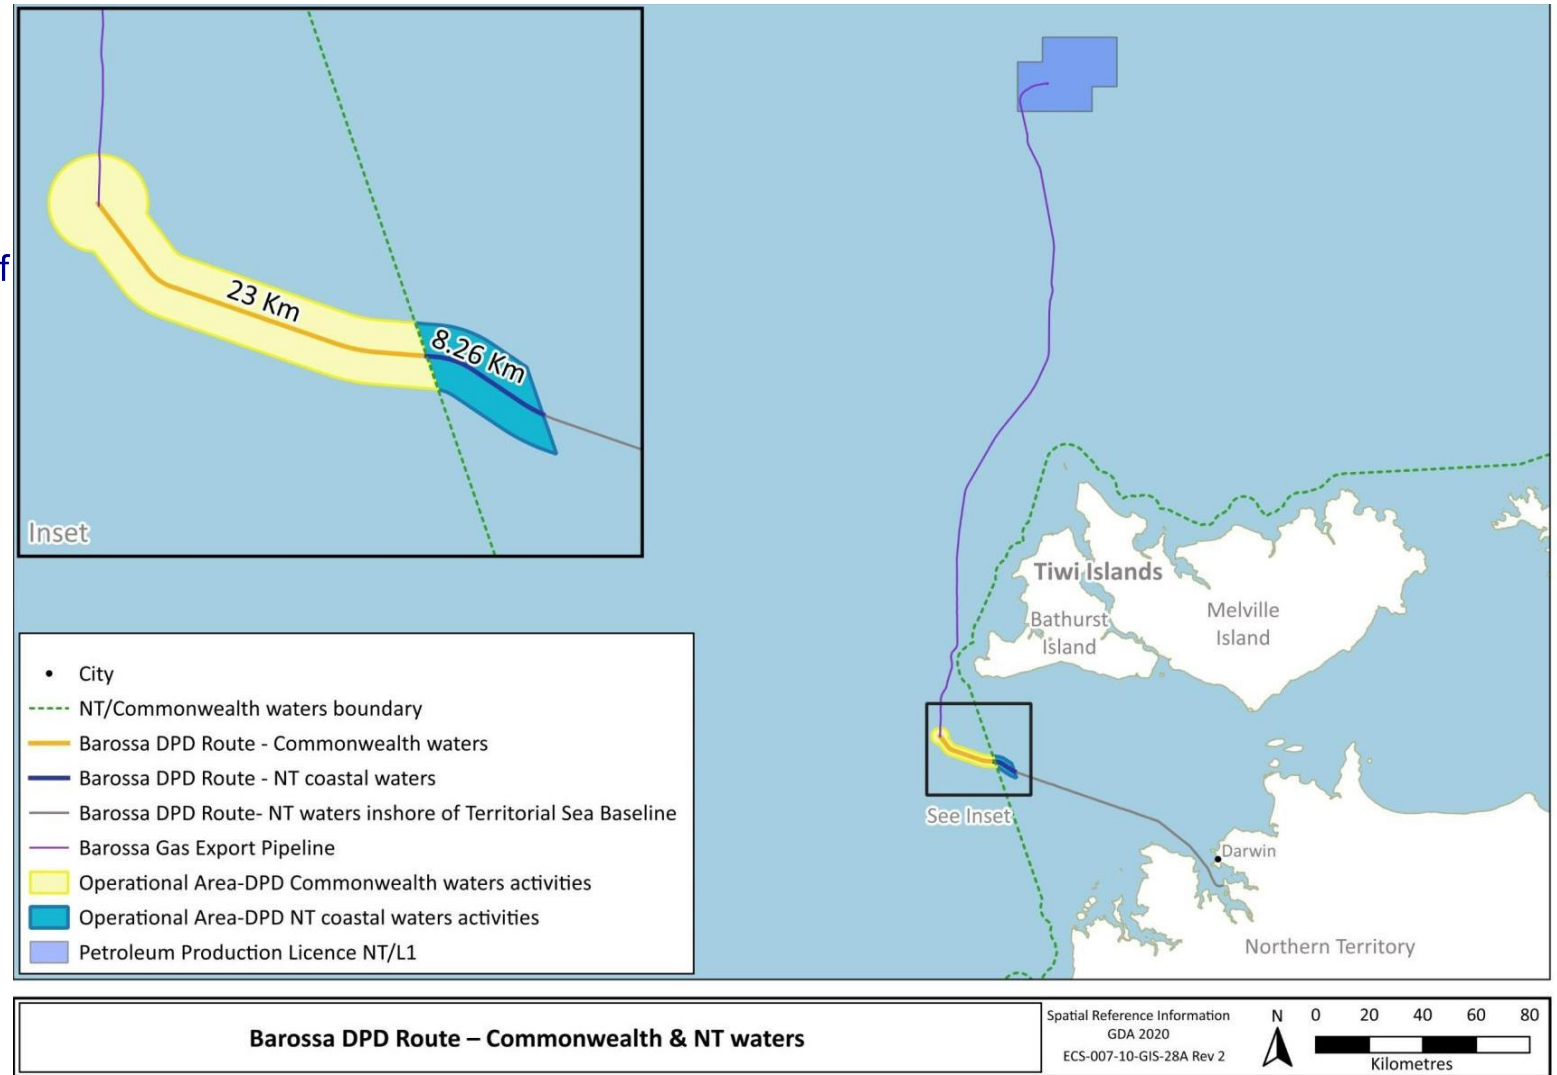 f
23 Km
8.26 Km
Inset
Tiwi Islands
Bathurst
Island
Melville
Island
See Inset
Darwin
Northern Territory
City
NT/Commonwealth waters boundary
Barossa DPD Route - Commonwealth waters
Barossa DPD Route - NT coastal waters
Barossa DPD Route- NT waters inshore of Territorial Sea Baseline
Barossa Gas Export Pipeline
Operational Area-DPD Commonwealth waters activities
Operational Area-DPD NT coastal waters activities
Petroleum Production Licence NT/L1
Barossa DPD Route – Commonwealth & NT waters
Spatial Reference Information
GDA 2020
ECS-007-10-GIS-28A Rev 2
N
0 20 40 60 80
Kilometres